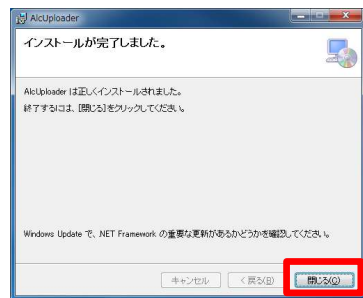 AlcUploader
インストールが完了しました。
AlcUploader は正しくインストールされました。
終了するには、[閉じる]をクリックしてください。
Windows Update で、.NET Framework の重要な更新があるかどうかを確認してください。
キャンセル
< 戻る(B)
閉じる(C)